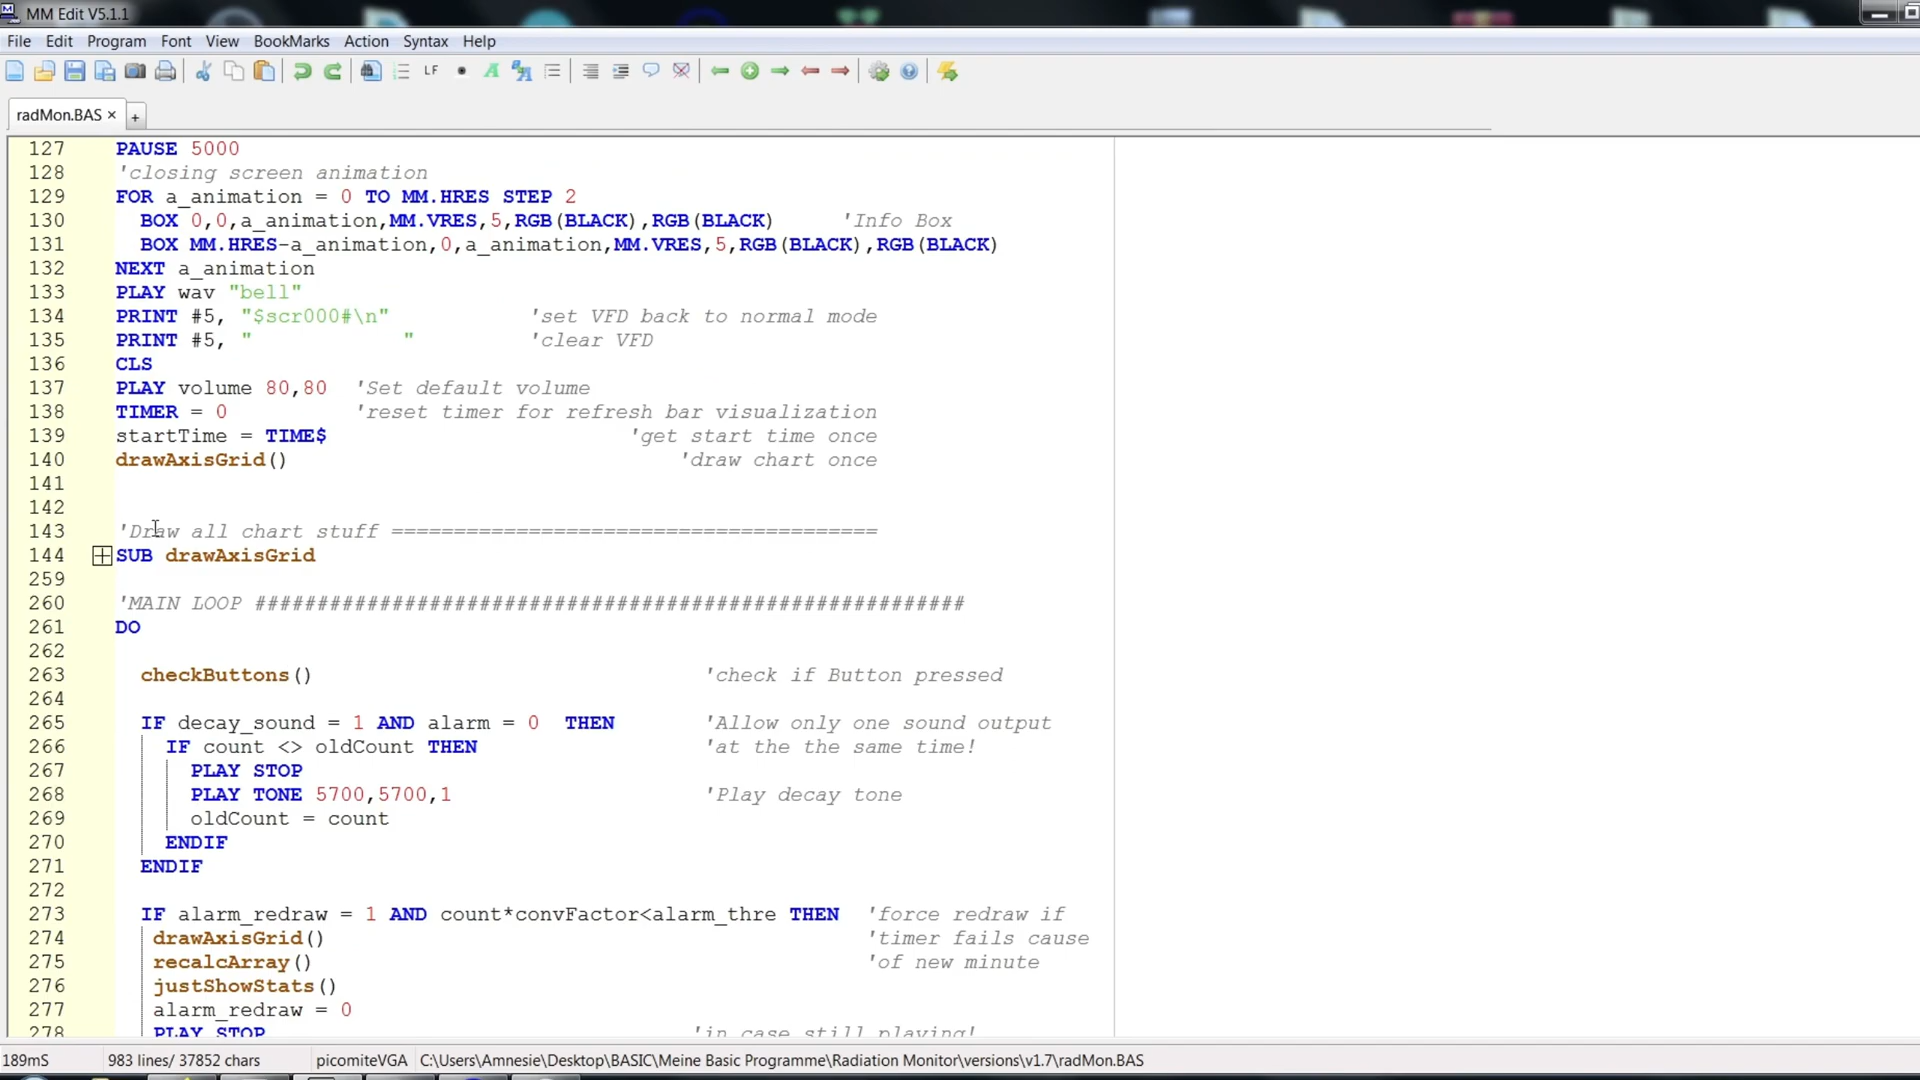 MM Edit V5.1.1
File Edit Program Font View BookMarks Action Syntax Help
LF
radMon.BAS × +
127 PAUSE 5000
128 'closing screen animation
129 FOR a_animation = 0 TO MM.HRES STEP 2
130 BOX 0,0,a_animation,MM.VRES,5,RGB(BLACK),RGB(BLACK) 'Info Box
131 BOX MM.HRES-a_animation,0,a_animation,MM.VRES,5,RGB(BLACK),RGB(BLACK)
132 NEXT a_animation
133 PLAY wav "bell"
134 PRINT #5, "$scr000#\n" 'set VFD back to normal mode
135 PRINT #5, "             " 'clear VFD
136 CLS
137 PLAY volume 80,80 'Set default volume
138 TIMER = 0 'reset timer for refresh bar visualization
139 startTime = TIME$ 'get start time once
140 drawAxisGrid() 'draw chart once
141
142
143 'Draw all chart stuff =======================================
144 SUB drawAxisGrid
259
260 'MAIN LOOP #########################################################
261 DO
262
263 checkButtons() 'check if Button pressed
264
265 IF decay_sound = 1 AND alarm = 0 THEN 'Allow only one sound output
266 IF count <> oldCount THEN 'at the the same time!
267 PLAY STOP
268 PLAY TONE 5700,5700,1 'Play decay tone
269 oldCount = count
270 ENDIF
271 ENDIF
272
273 IF alarm_redraw = 1 AND count*convFactor<alarm_thre THEN 'force redraw if
274 drawAxisGrid() 'timer fails cause
275 recalcArray() 'of new minute
276 justShowStats()
277 alarm_redraw = 0
278 PLAY STOP 'in case still playing!
189mS 983 lines/ 37852 chars picomiteVGA C:\Users\Amnesie\Desktop\BASIC\Meine Basic Programme\Radiation Monitor\versions\v1.7\radMon.BAS